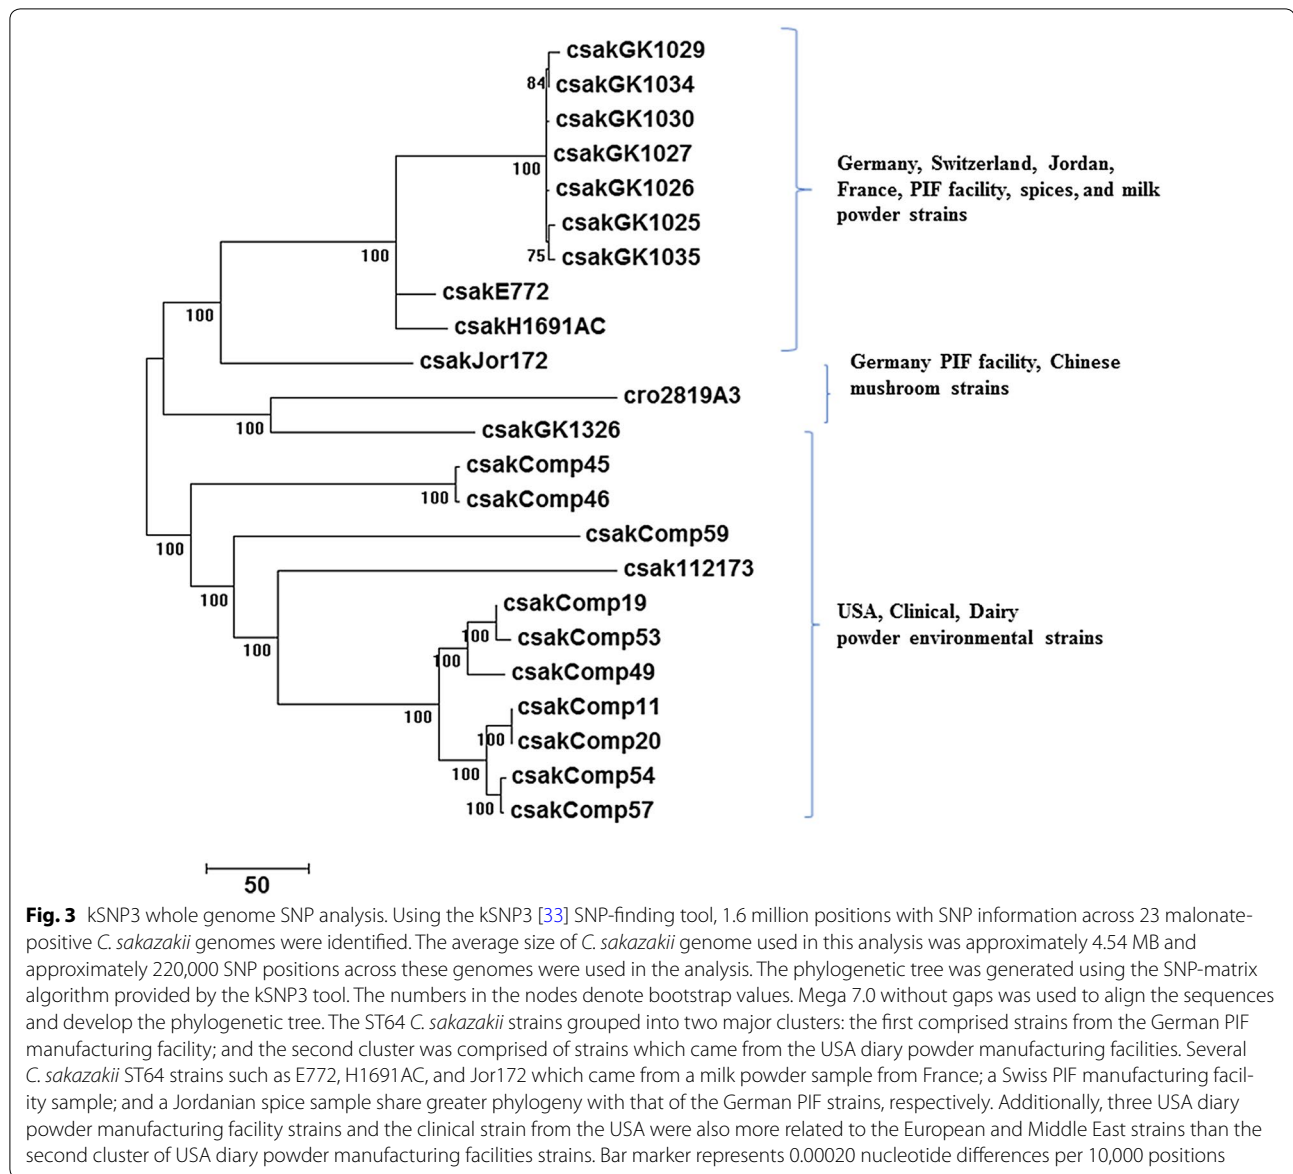 csakGK1029
84
csakGK1034
csakGK1030
csakGK1027
100
csakGK1026
csakGK1025
75
csakGK1035
100
csakE772
csakH1691AC
100
csakJor172
cro2819A3
100
csakGK1326
csakComp45
100
csakComp46
csakComp59
100
csak112173
100
csakComp19
100
csakComp53
100
100
csakComp49
csakComp11
100
100
csakComp20
100
csakComp54
100
csakComp57
Germany, Switzerland, Jordan,
France, PIF facility, spices, and milk
powder strains
Germany PIF facility, Chinese
mushroom strains
USA, Clinical, Dairy
powder environmental strains
50
Fig. 3 kSNP3 whole genome SNP analysis. Using the kSNP3 [33] SNP-finding tool, 1.6 million positions with SNP information across 23 malonate-
positive C. sakazakii genomes were identified. The average size of C. sakazakii genome used in this analysis was approximately 4.54 MB and
approximately 220,000 SNP positions across these genomes were used in the analysis. The phylogenetic tree was generated using the SNP-matrix
algorithm provided by the kSNP3 tool. The numbers in the nodes denote bootstrap values. Mega 7.0 without gaps was used to align the sequences
and develop the phylogenetic tree. The ST64 C. sakazakii strains grouped into two major clusters: the first comprised strains from the German PIF
manufacturing facility; and the second cluster was comprised of strains which came from the USA diary powder manufacturing facilities. Several
C. sakazakii ST64 strains such as E772, H1691AC, and Jor172 which came from a milk powder sample from France; a Swiss PIF manufacturing facil-
ity sample; and a Jordanian spice sample share greater phylogeny with that of the German PIF strains, respectively. Additionally, three USA diary
powder manufacturing facility strains and the clinical strain from the USA were also more related to the European and Middle East strains than the
second cluster of USA diary powder manufacturing facilities strains. Bar marker represents 0.00020 nucleotide differences per 10,000 positions